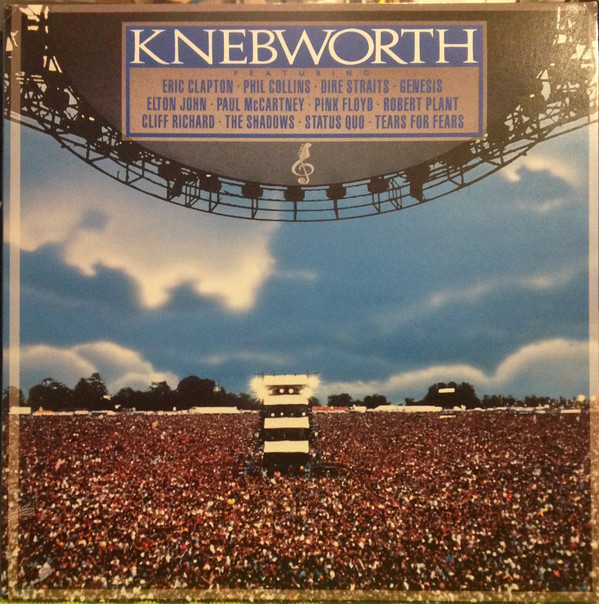 KNEBWORTH
FEATURING
ERIC CLAPTON · PHIL COLLINS · DIRE STRAITS · GENESIS
ELTON JOHN · PAUL McCARTNEY · PINK FLOYD · ROBERT PLANT
CLIFF RICHARD · THE SHADOWS · STATUS QUO · TEARS FOR FEARS